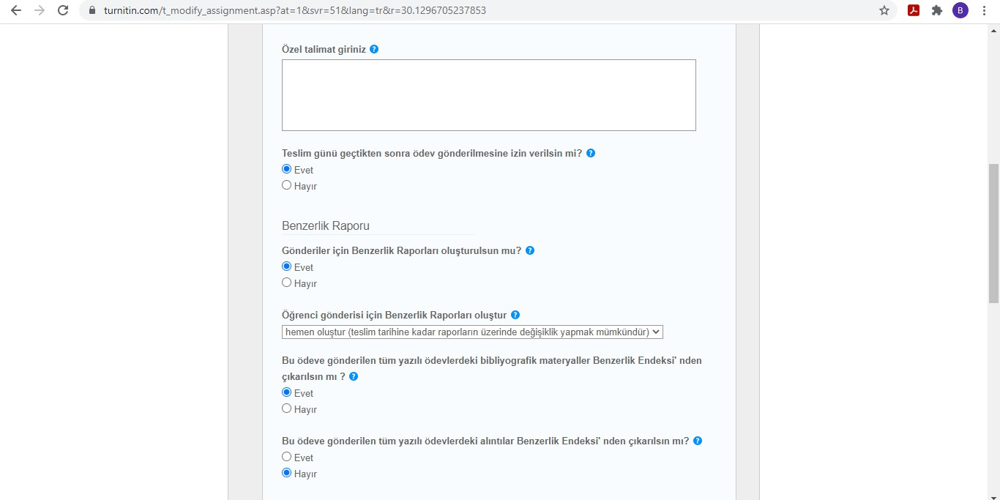 turnitin.com/t_modify_assignment.asp?at=1&svr=51&lang=tr&r=30.1296705237853
B
Özel talimat giriniz ?
Teslim günü geçtikten sonra ödev gönderilmesine izin verilsin mi? ?
Evet
Hayır
Benzerlik Raporu
Gönderiler için Benzerlik Raporları oluşturulsun mu? ?
Evet
Hayır
Öğrenci gönderisi için Benzerlik Raporları oluştur ?
hemen oluştur (teslim tarihine kadar raporların üzerinde değişiklik yapmak mümkündür)
Bu ödeve gönderilen tüm yazılı ödevlerdeki bibliyografik materyaller Benzerlik Endeksi' nden
çıkarılsın mı ? ?
Evet
Hayır
Bu ödeve gönderilen tüm yazılı ödevlerdeki alıntılar Benzerlik Endeksi' nden çıkarılsın mı? ?
Evet
Hayır